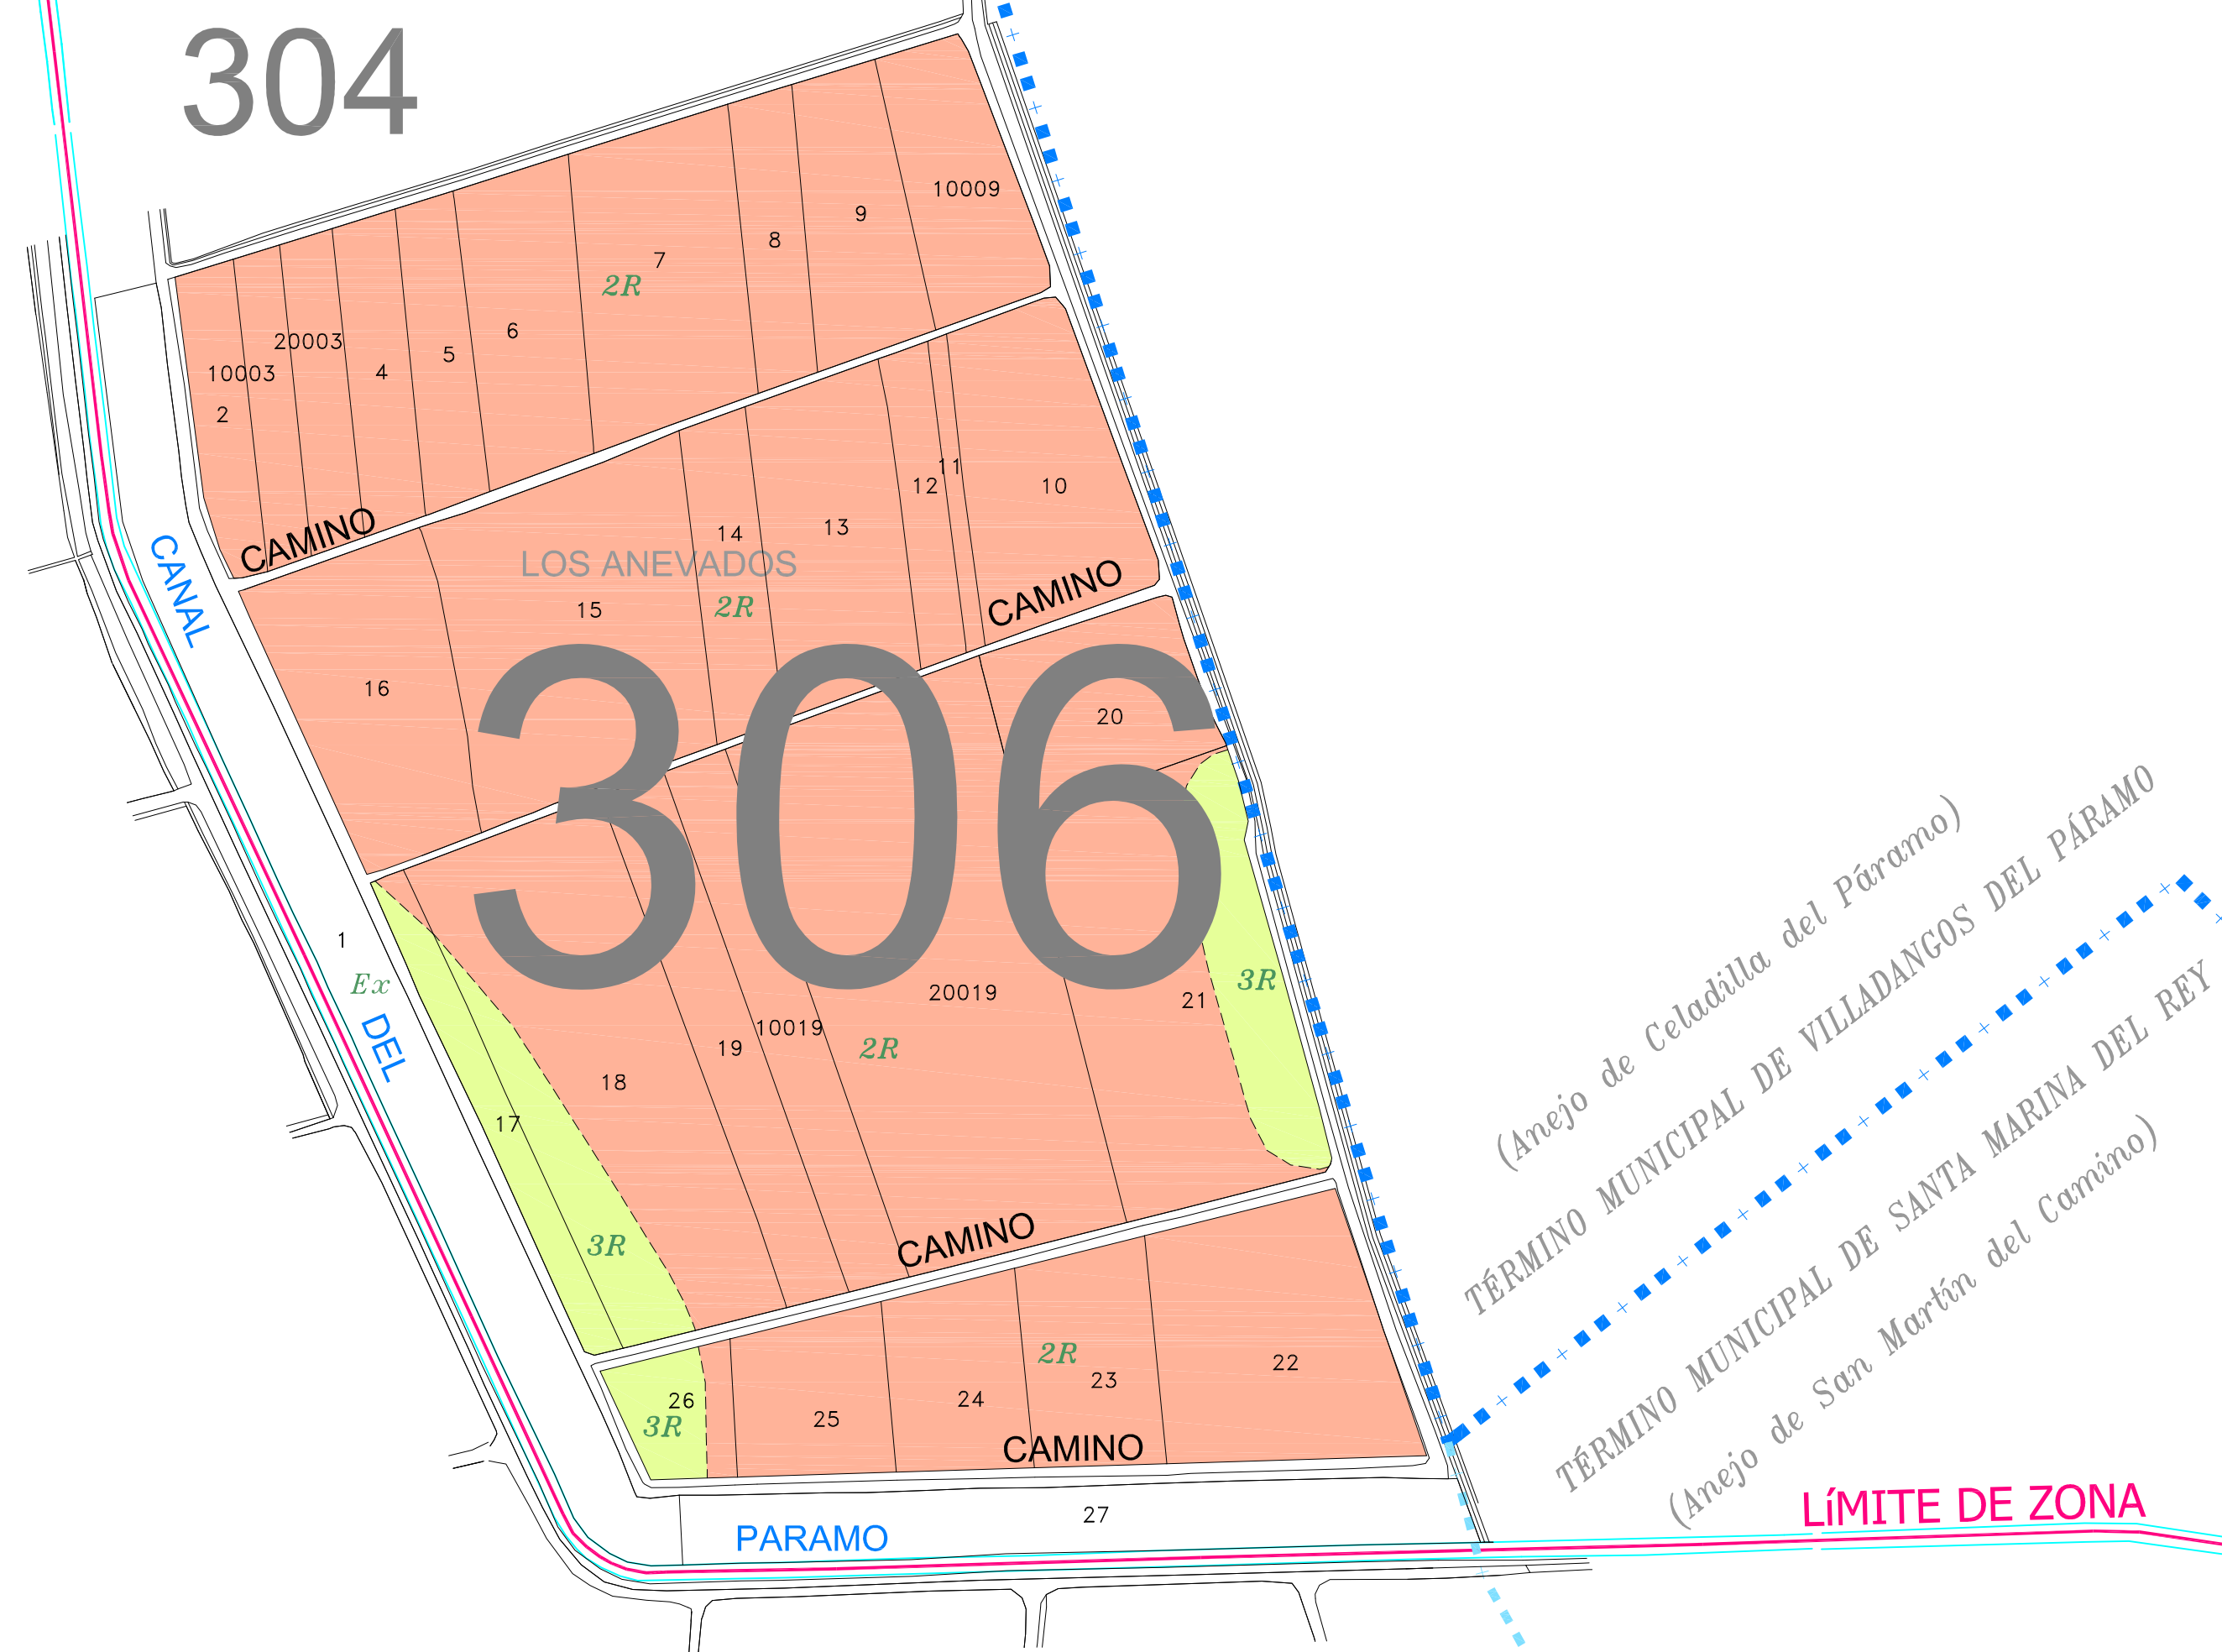 304
10009
9
8
7
2R
6
20003
5
4
10003
2
11
12
10
CAMINO
13
14
CANAL
LOS ANEVADOS
CAMINO
15
2R
16
306
20
1
Ex
3R
20019
21
10019
2R
19
DEL
18
17
CAMINO
3R
2R
22
23
24
26
25
3R
CAMINO
27
PARAMO
(Anejo de Celadilla del Páramo)
TÉRMINO MUNICIPAL DE VILLADANGOS DEL PÁRAMO
TÉRMINO MUNICIPAL DE SANTA MARINA DEL REY
(Anejo de San Martín del Camino)
LíMITE DE ZONA